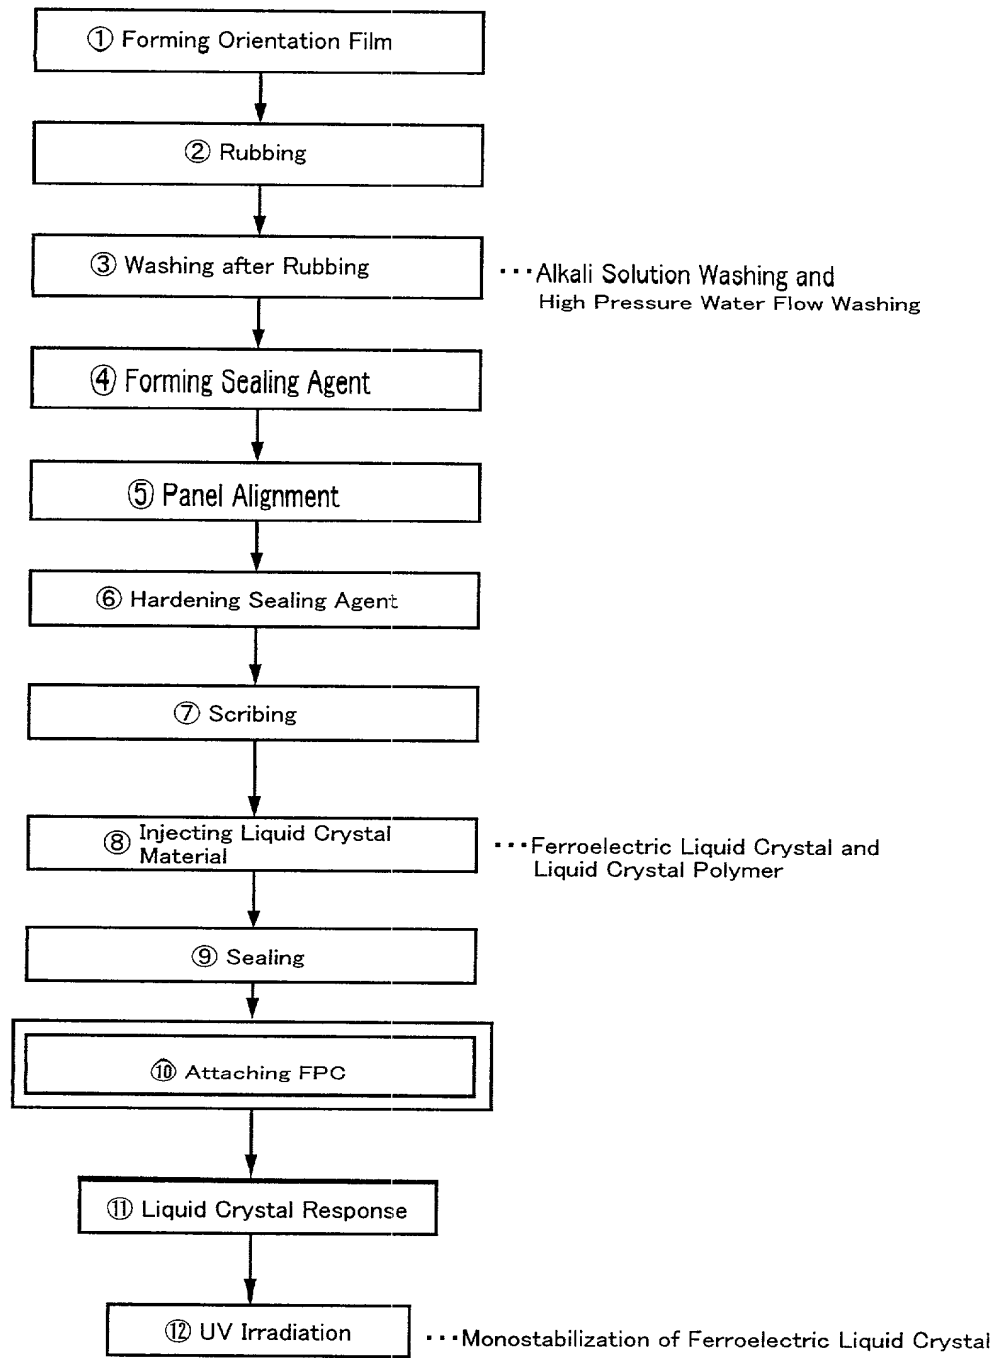 ① Forming Orientation Film
② Rubbing
③ Washing after Rubbing
···Alkali Solution Washing and
High Pressure Water Flow Washing
④ Forming Sealing Agent
⑤ Panel Alignment
⑥ Hardening Sealing Agent
⑦ Scribing
⑧ Injecting Liquid Crystal
Material
···Ferroelectric Liquid Crystal and
Liquid Crystal Polymer
⑨ Sealing
⑩ Attaching FPC
⑪ Liquid Crystal Response
⑫ UV Irradiation
···Monostabilization of Ferroelectric Liquid Crystal